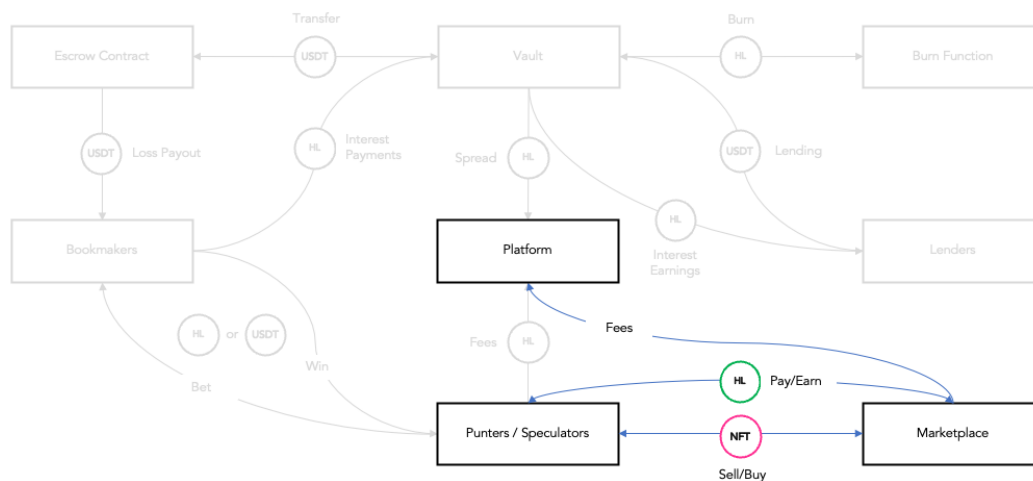 Transfer
Burn
Escrow Contract
USDT
Vault
HL
Burn Function
USDT
Loss Payout
HL
Interest
Payments
Spread
HL
USDT
Lending
Bookmakers
Platform
HL
Interest
Earnings
Lenders
HL
or
USDT
Fees
HL
Fees
Bet
Win
HL
Pay/Earn
Punters / Speculators
NFT
Marketplace
Sell/Buy